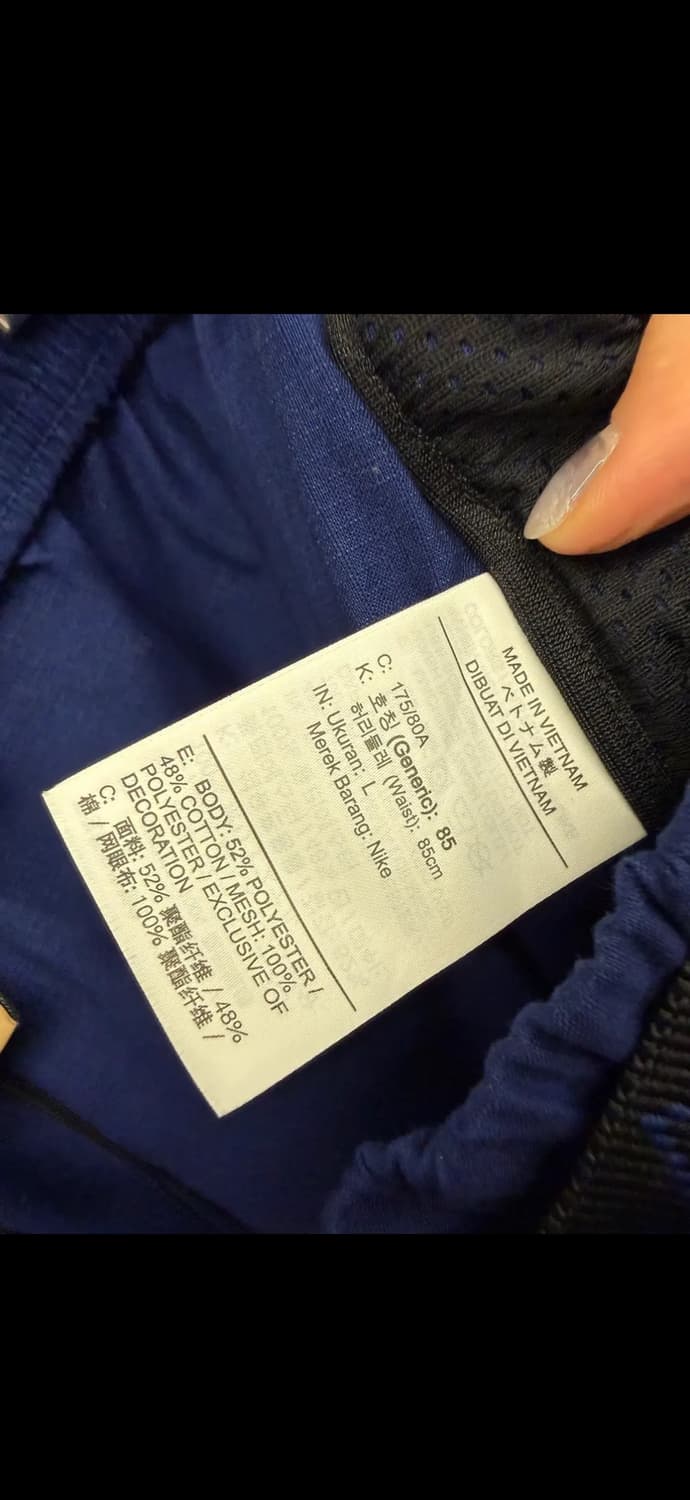 MADE IN VIETNAM
ベトナム製
DIBUAT DI VIETNAM
C: 175/80A
K: 호칭 (Generic): 85
허리둘레 (Waist): 85cm
IN: Ukuran: L
Merek Barang: Nike
E: BODY: 52% POLYESTER /
48% COTTON / MESH: 100%
POLYESTER / EXCLUSIVE OF
DECORATION
C: 面料: 52% 聚酯纤维 / 48%
棉 / 网眼布: 100% 聚酯纤维 /